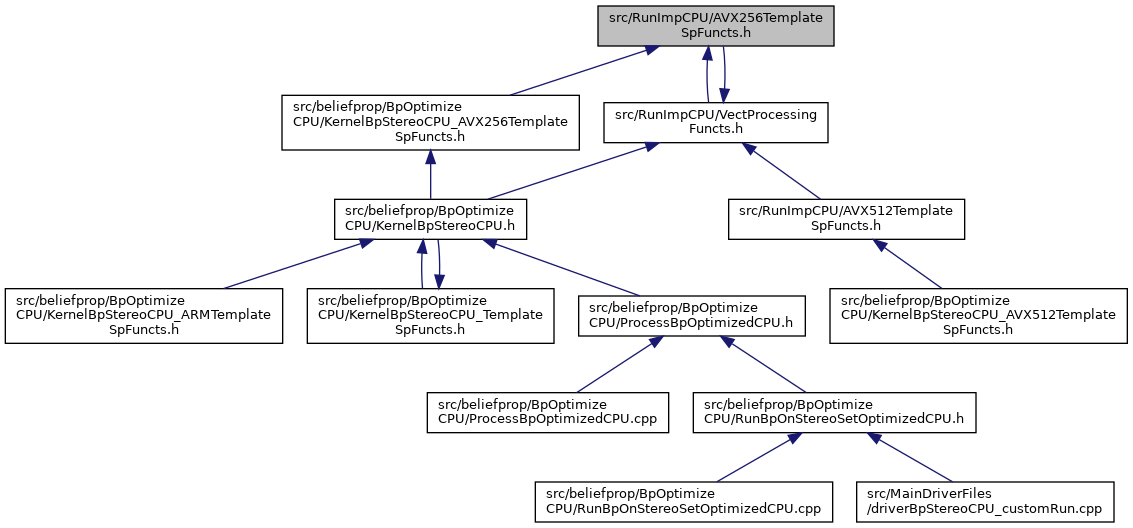 src/RunImpCPU/AVX256Template
SpFuncts.h
src/beliefprop/BpOptimize
CPU/KernelBpStereoCPU_AVX256Template
SpFuncts.h
src/RunImpCPU/VectProcessing
Functs.h
src/beliefprop/BpOptimize
CPU/KernelBpStereoCPU.h
src/RunImpCPU/AVX512Template
SpFuncts.h
src/beliefprop/BpOptimize
CPU/KernelBpStereoCPU_ARMTemplate
SpFuncts.h
src/beliefprop/BpOptimize
CPU/KernelBpStereoCPU_Template
SpFuncts.h
src/beliefprop/BpOptimize
CPU/ProcessBpOptimizedCPU.h
src/beliefprop/BpOptimize
CPU/KernelBpStereoCPU_AVX512Template
SpFuncts.h
src/beliefprop/BpOptimize
CPU/ProcessBpOptimizedCPU.cpp
src/beliefprop/BpOptimize
CPU/RunBpOnStereoSetOptimizedCPU.h
src/beliefprop/BpOptimize
CPU/RunBpOnStereoSetOptimizedCPU.cpp
src/MainDriverFiles
/driverBpStereoCPU_customRun.cpp